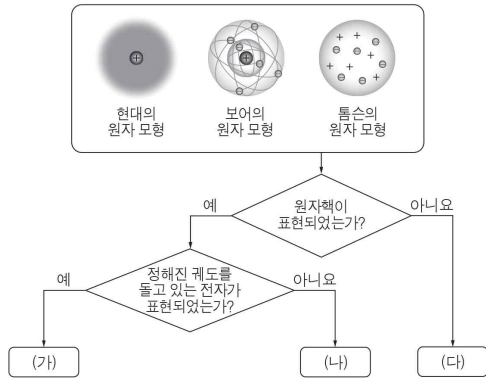 현대의
원자 모형
보어의
원자 모형
톰슨의
원자 모형
원자핵이
표현되었는가?
예
아니요
정해진 궤도를
돌고 있는 전자가
표현되었는가?
예
아니요
(가)
(나)
(다)